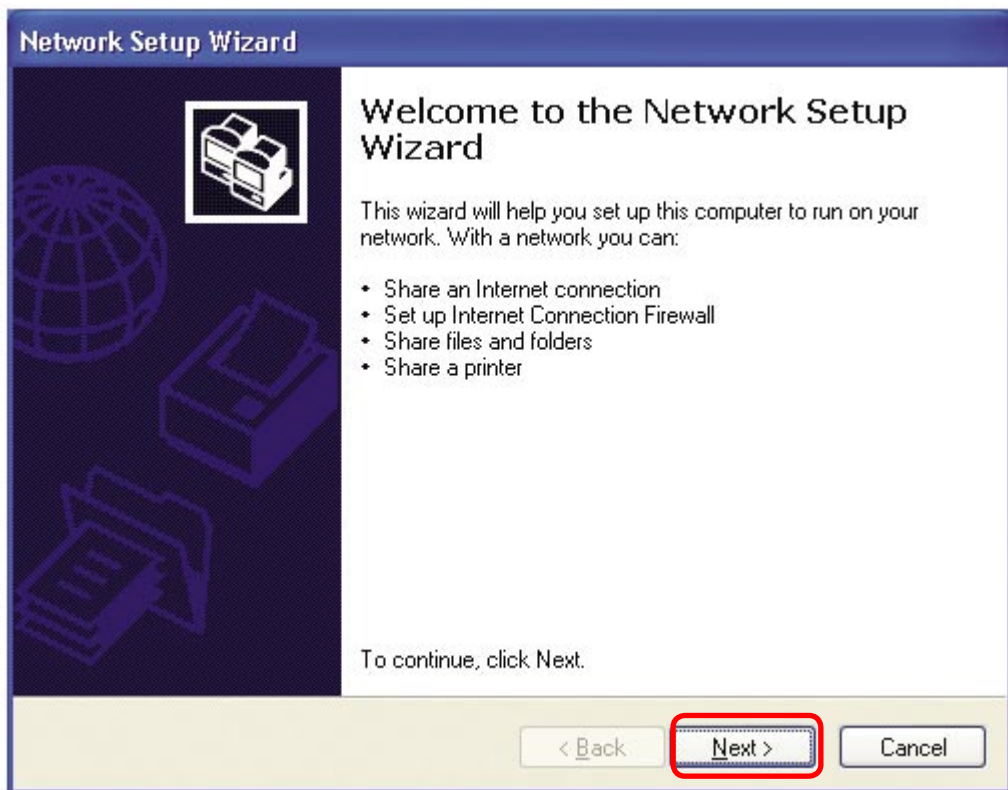 Network Setup Wizard
Welcome to the Network Setup
Wizard
This wizard will help you set up this computer to run on your
network. With a network you can:
• Share an Internet connection
• Set up Internet Connection Firewall
• Share files and folders
• Share a printer
To continue, click Next.
< Back Next > Cancel